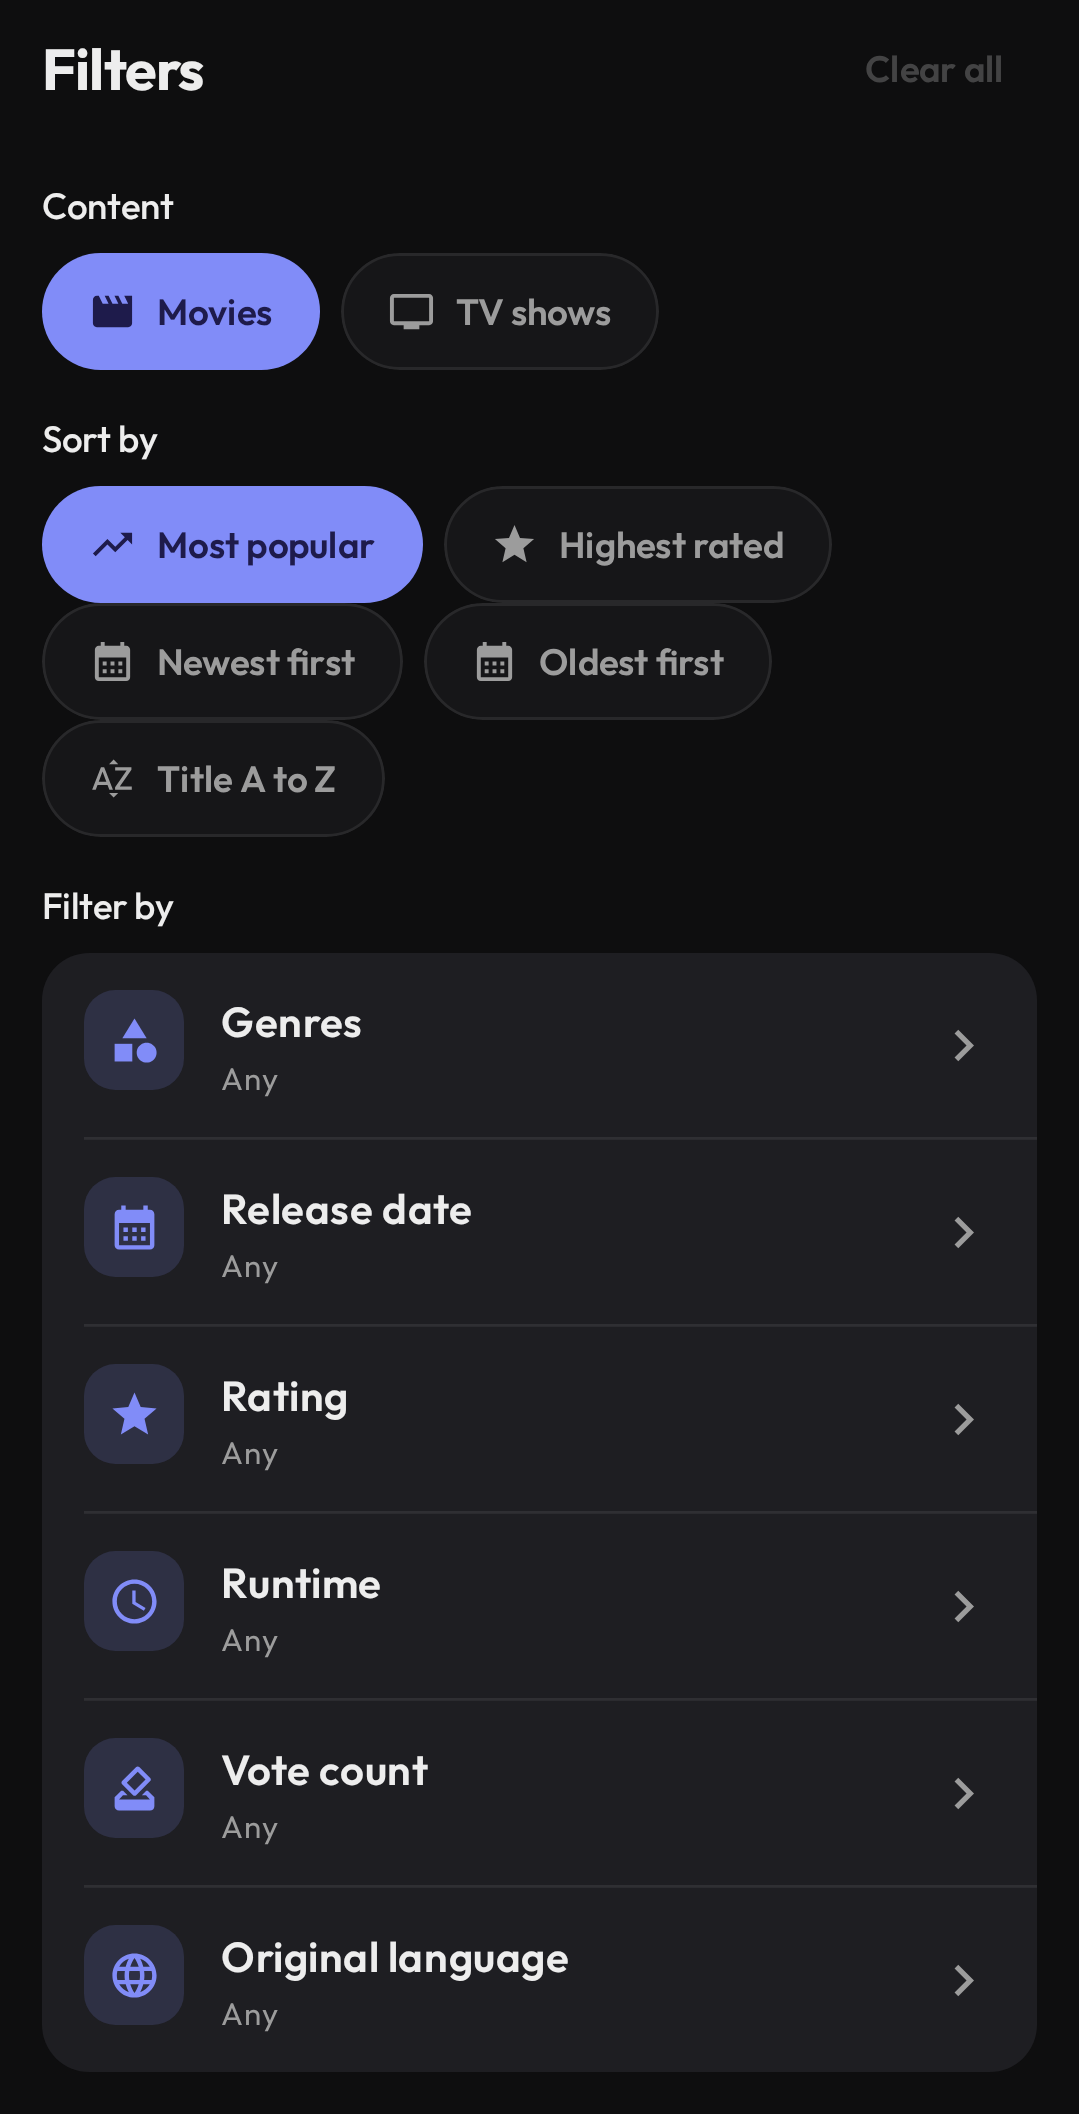 Filters
Clear all
Content
Movies
TV shows
Sort by
Most popular
Highest rated
Newest first
Oldest first
AZ
Title A to Z
Filter by
Genres
Any
Release date
Any
Rating
Any
Runtime
Any
Vote count
Any
Original language
Any